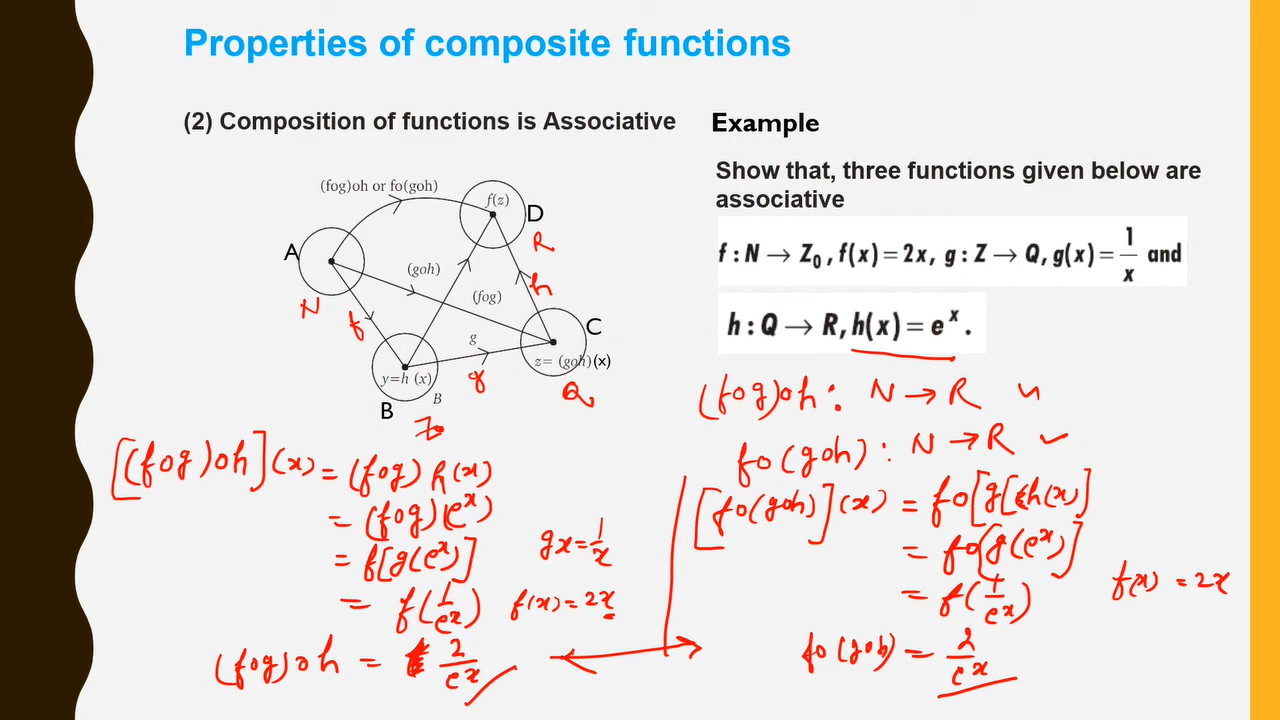 Properties of composite functions
(2) Composition of functions is Associative
(fog)oh or fo(goh)
f(z)
D
R
A
(goh)
h
(fog)
N
f
C
g
z= (goh)(x)
y=h (x)
g
Q
B
B
Z₀
Example
Show that, three functions given below are
associative
f : N → Z₀, f(x) = 2x, g : Z → Q, g(x) = 1/x and
h : Q → R, h(x) = eˣ.
(fog)oh : N → R
fo(goh) : N → R
[(fog)oh](x) = (fog) h(x)
= (fog)(eˣ)
= f[g(eˣ)]
gx = 1/x
= f(1/eˣ)
f(x) = 2x
(fog)oh = 2/eˣ
[fo(goh)](x) = fo[g(h(x)]
= fo[g(eˣ)]
= f(1/eˣ)
f(x) = 2x
fo(goh) = 2/eˣ